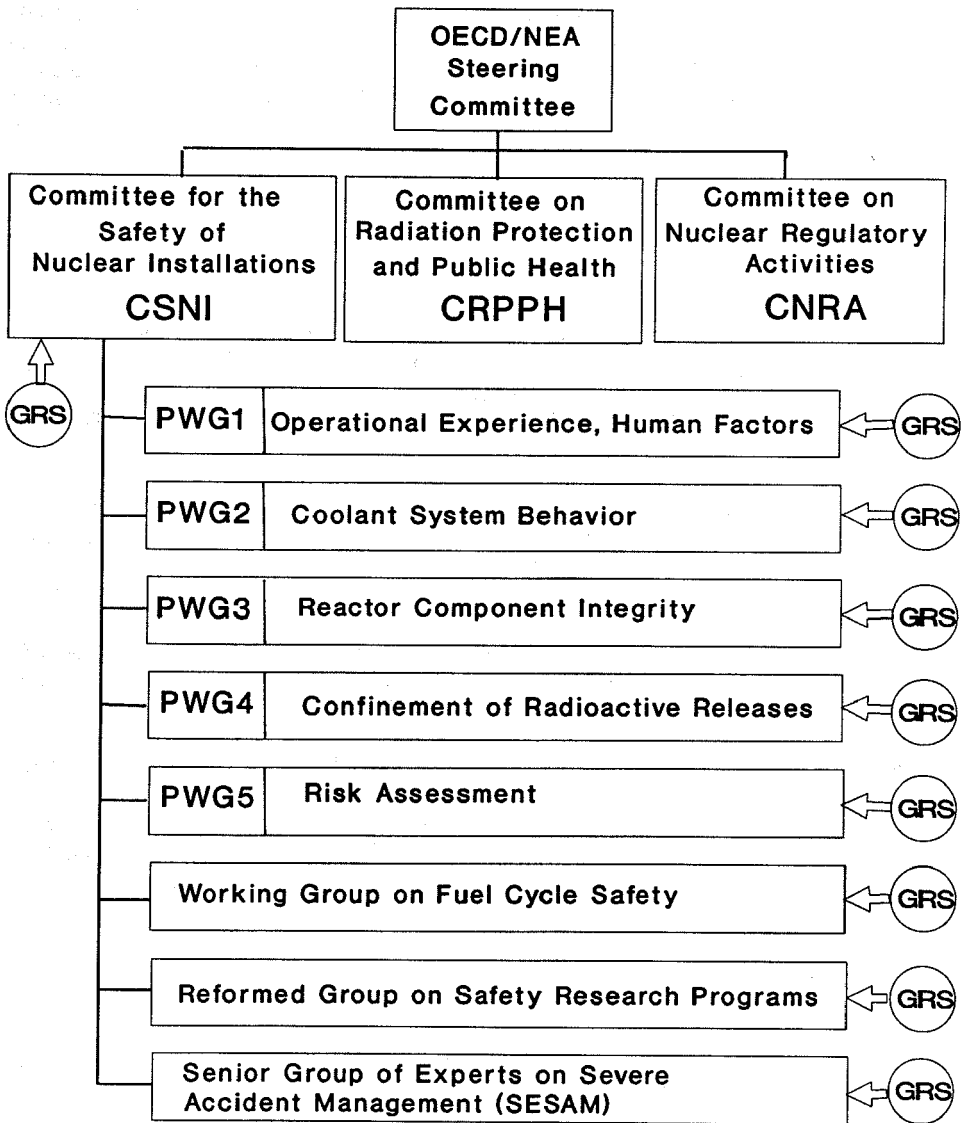 OECD/NEA
Steering
Committee
Committee for the
Safety of
Nuclear Installations
CSNI
Committee on
Radiation Protection
and Public Health
CRPPH
Committee on
Nuclear Regulatory
Activities
CNRA
GRS
PWG1 Operational Experience, Human Factors GRS
PWG2 Coolant System Behavior GRS
PWG3 Reactor Component Integrity GRS
PWG4 Confinement of Radioactive Releases GRS
PWG5 Risk Assessment GRS
Working Group on Fuel Cycle Safety GRS
Reformed Group on Safety Research Programs GRS
Senior Group of Experts on Severe
Accident Management (SESAM) GRS